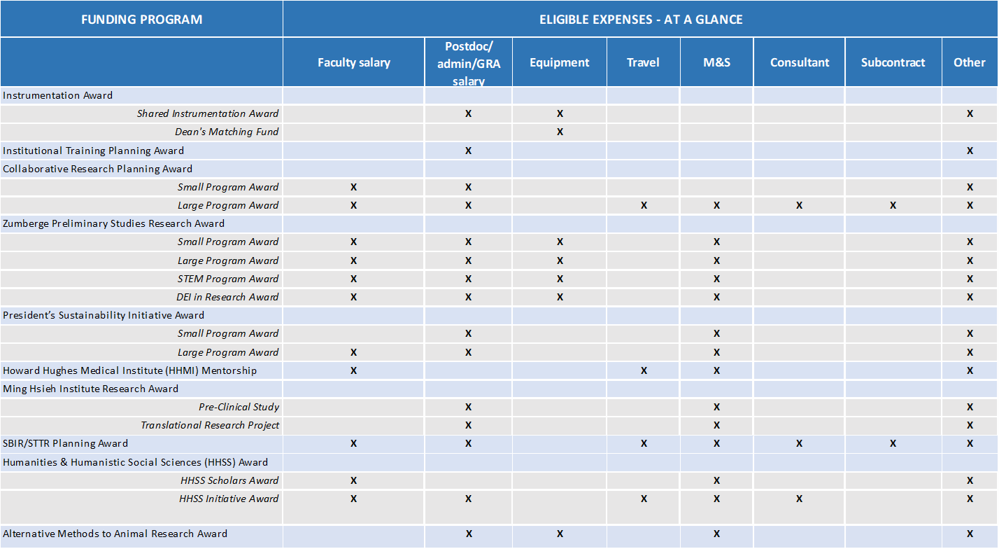 FUNDING PROGRAM ELIGIBLE EXPENSES - AT A GLANCE
Faculty salary Postdoc/ admin/GRA salary Equipment Travel M&S Consultant Subcontract Other
Instrumentation Award
Shared Instrumentation Award X X X
Dean's Matching Fund X
Institutional Training Planning Award X X
Collaborative Research Planning Award
Small Program Award X X X
Large Program Award X X X X X X X
Zumberge Preliminary Studies Research Award
Small Program Award X X X X X
Large Program Award X X X X X
STEM Program Award X X X X X
DEI in Research Award X X X X X
President’s Sustainability Initiative Award
Small Program Award X X X
Large Program Award X X X X
Howard Hughes Medical Institute (HHMI) Mentorship X X X X
Ming Hsieh Institute Research Award
Pre-Clinical Study X X X
Translational Research Project X X X
SBIR/STTR Planning Award X X X X X X X
Humanities & Humanistic Social Sciences (HHSS) Award
HHSS Scholars Award X X X
HHSS Initiative Award X X X X X X
Alternative Methods to Animal Research Award X X X X